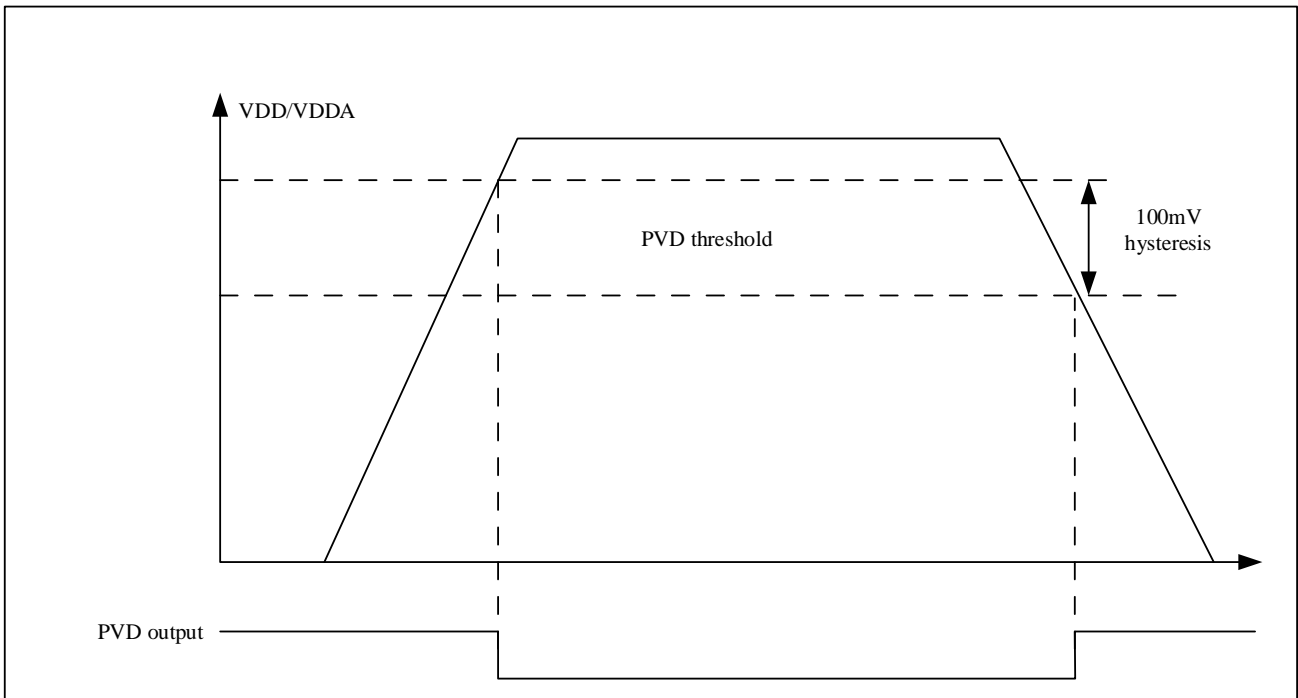 VDD/VDDA
PVD threshold
100mV
hysteresis
PVD output